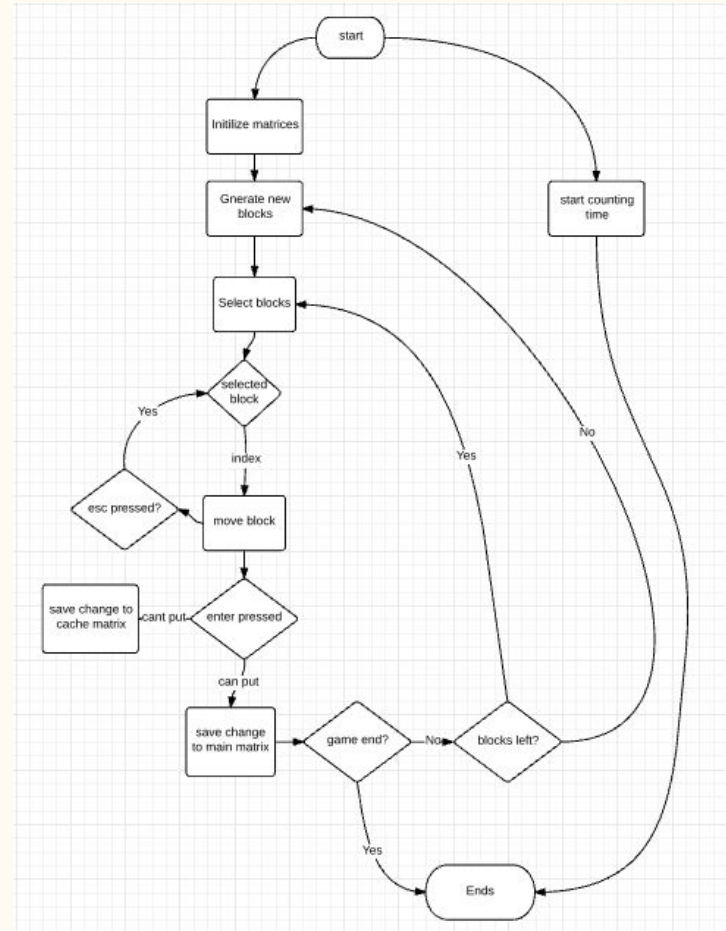 start
Initilize matrices
Gnerate new
blocks
start counting
time
Select blocks
selected
block
Yes
No
Yes
index
esc pressed?
move block
save change to
cache matrix
cant put
enter pressed
can put
save change
to main matrix
game end?
No
blocks left?
Yes
Ends